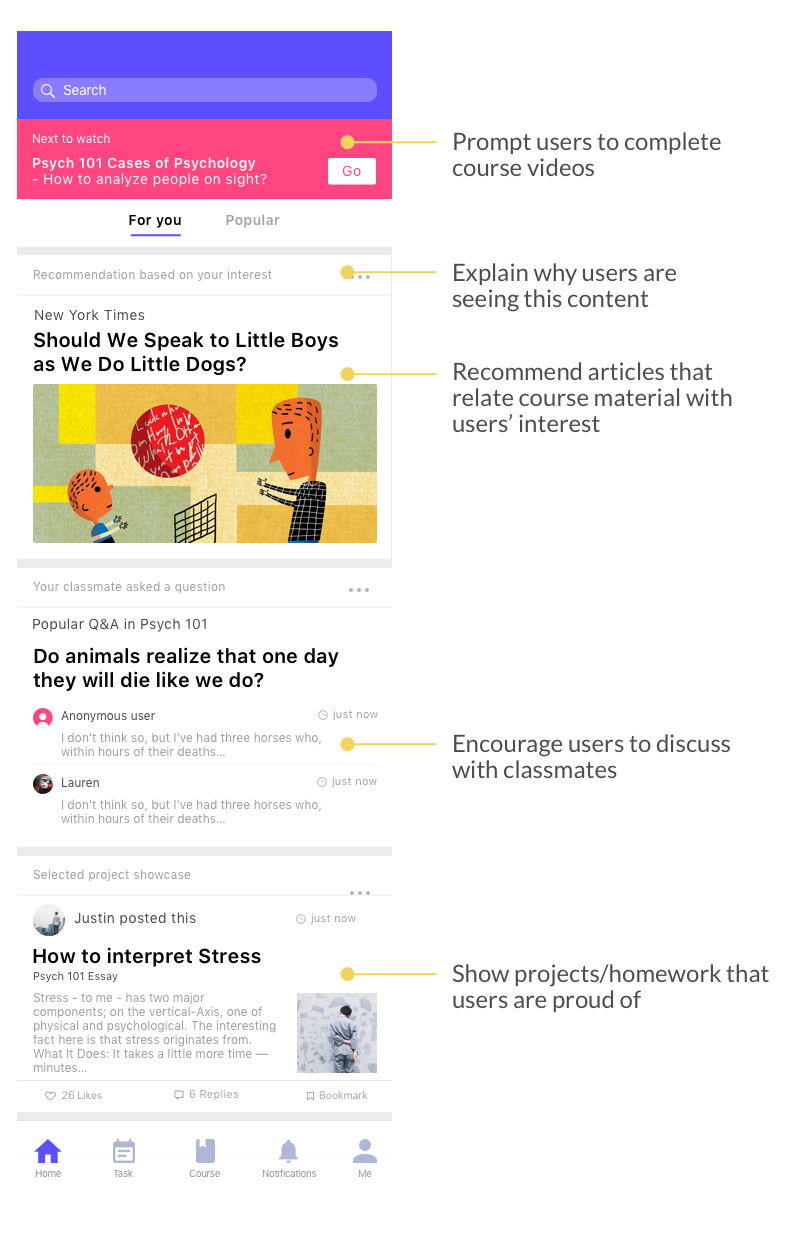 Search
Next to watch
Psych 101 Cases of Psychology
- How to analyze people on sight?
Go
Prompt users to complete
course videos
For you
Popular
Recommendation based on your interest
Explain why users are
seeing this content
New York Times
Should We Speak to Little Boys
as We Do Little Dogs?
Recommend articles that
relate course material with
users’ interest
Your classmate asked a question
Popular Q&A in Psych 101
Do animals realize that one day
they will die like we do?
Anonymous user
just now
I don't think so, but I've had three horses who,
within hours of their deaths...
Encourage users to discuss
with classmates
Lauren
just now
I don't think so, but I've had three horses who,
within hours of their deaths...
Selected project showcase
Justin posted this
just now
How to interpret Stress
Psych 101 Essay
Show projects/homework that
users are proud of
Stress - to me - has two major
components; on the vertical-Axis, one of
physical and psychological. The interesting
fact here is that stress originates from.
What It Does: It takes a little more time —
minutes...
26 Likes
6 Replies
Bookmark
Home
Task
Course
Notifications
Me